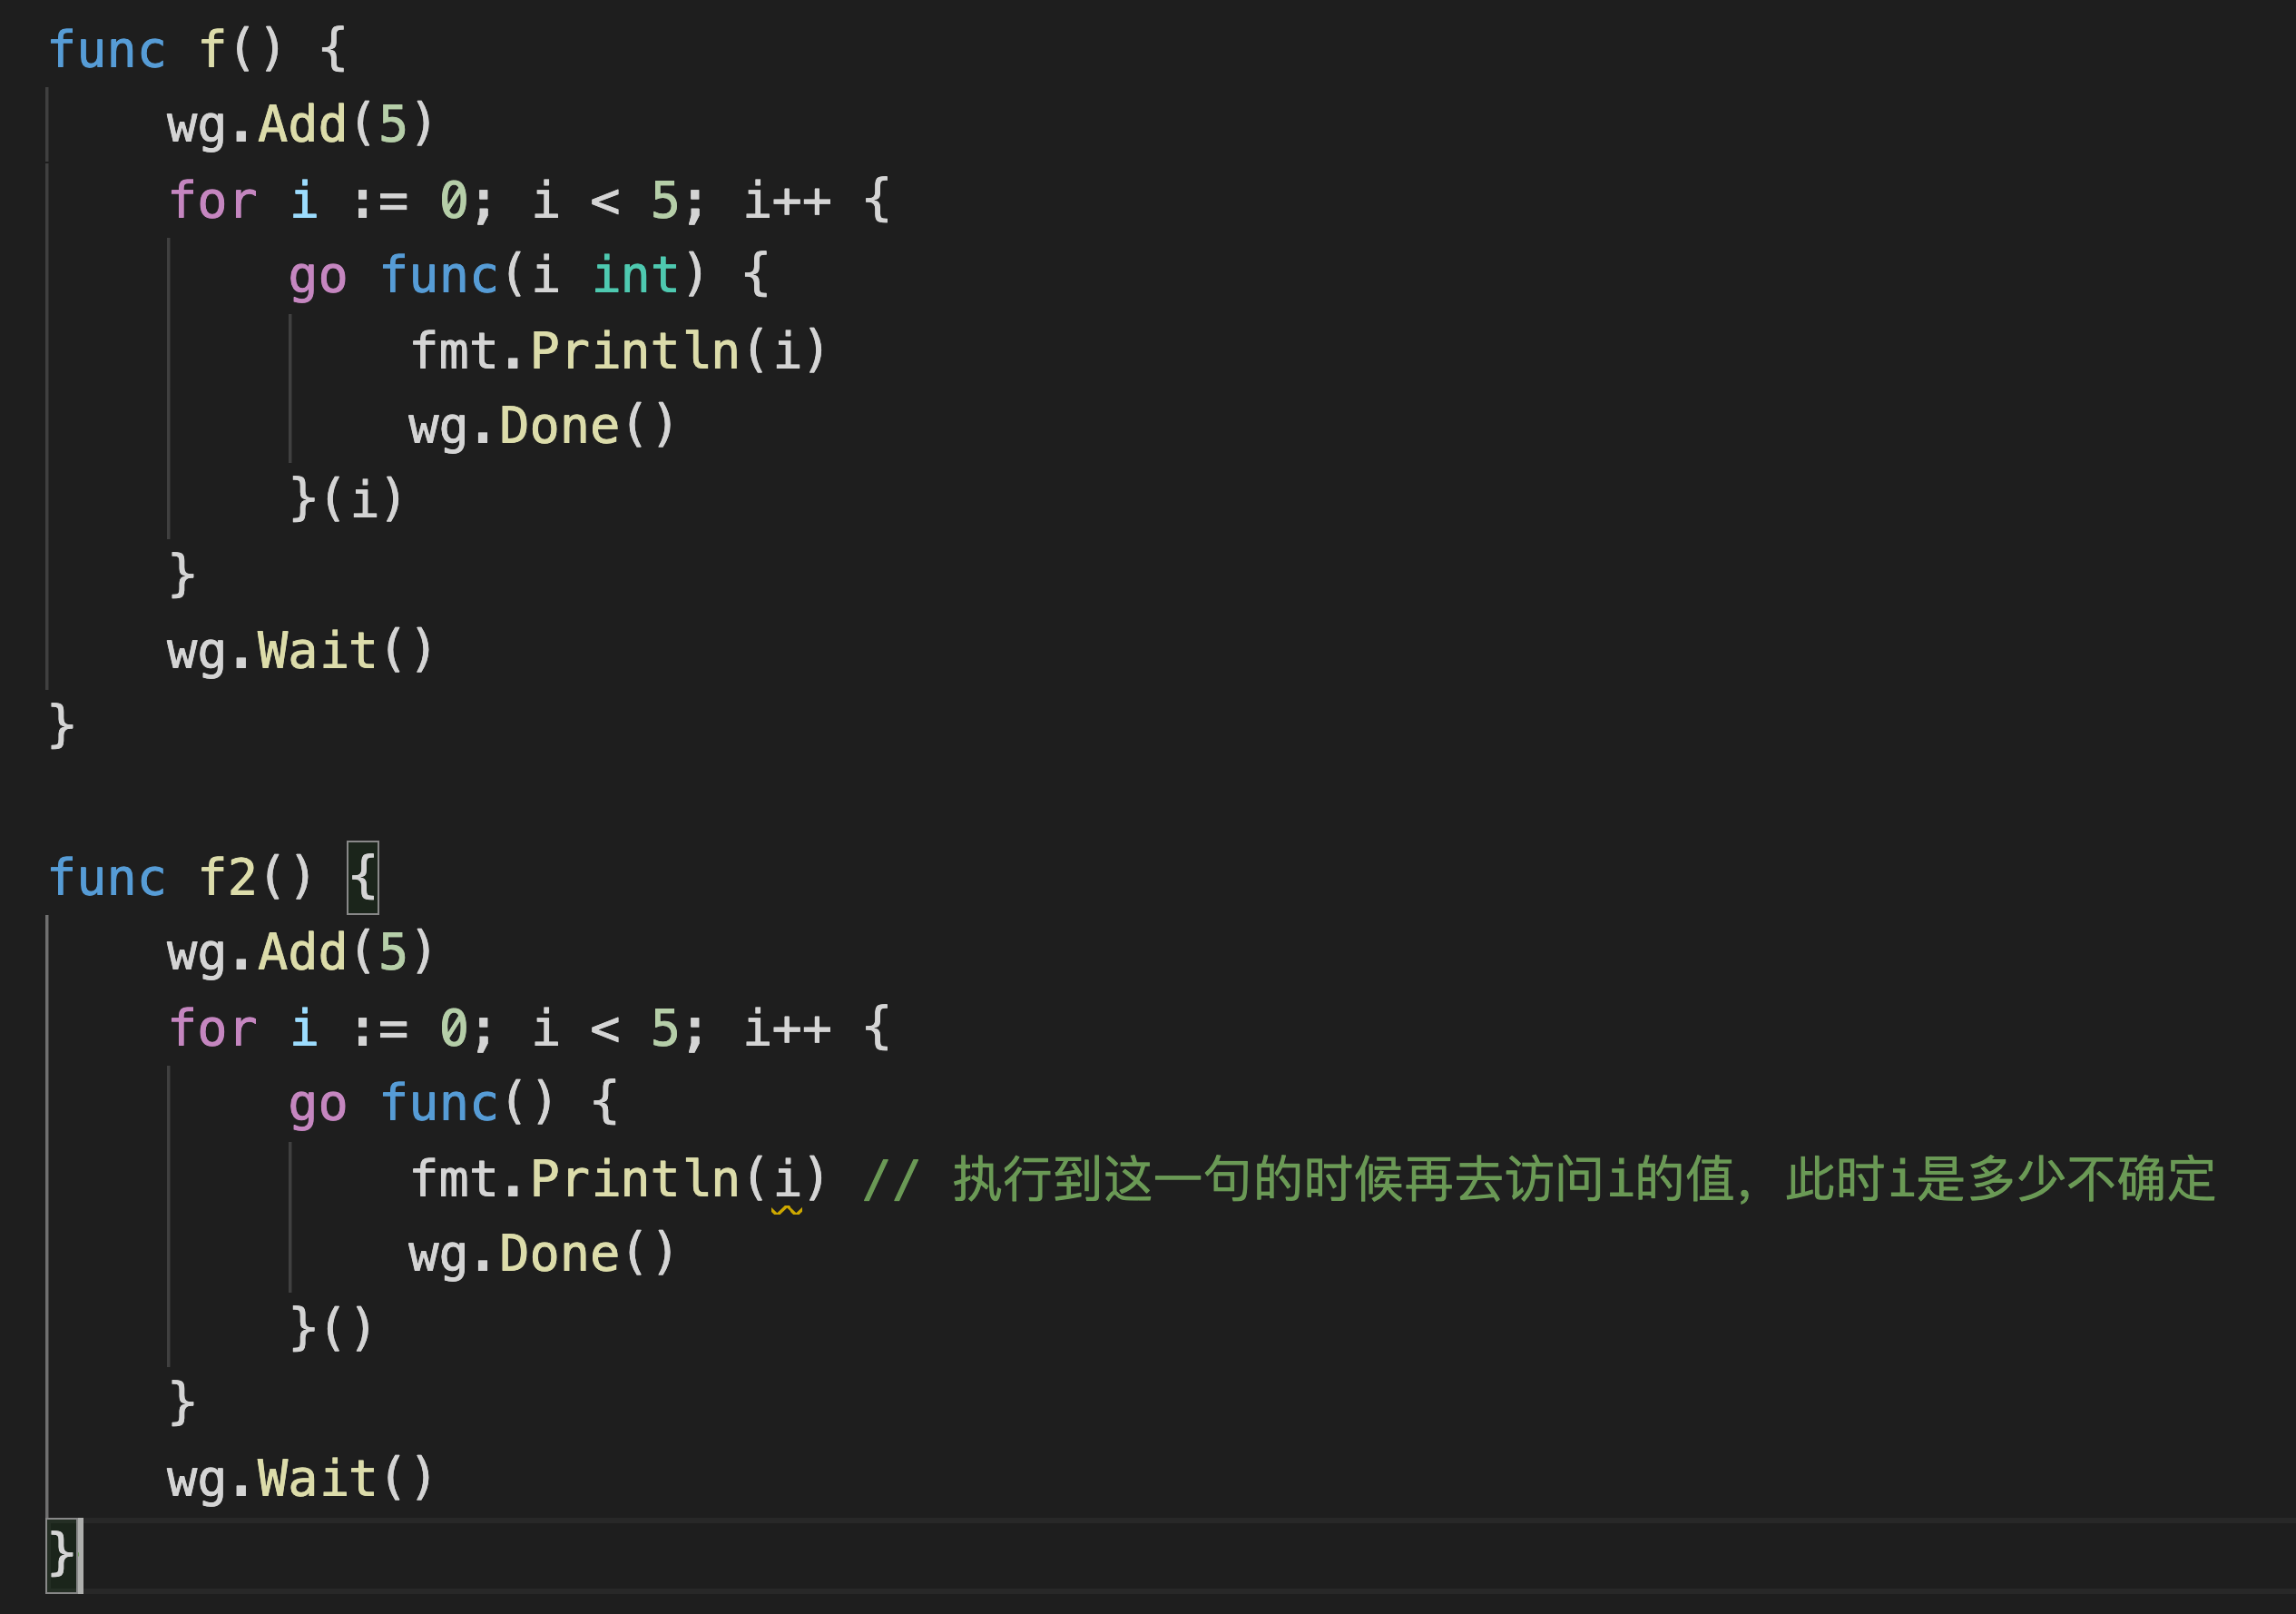 func f() {
    wg.Add(5)
    for i := 0; i < 5; i++ {
        go func(i int) {
            fmt.Println(i)
            wg.Done()
        }(i)
    }
    wg.Wait()
}

func f2() {
    wg.Add(5)
    for i := 0; i < 5; i++ {
        go func() {
            fmt.Println(i) // 执行到这一句的时候再去访问i的值，此时i是多少不确定
            wg.Done()
        }()
    }
    wg.Wait()
}